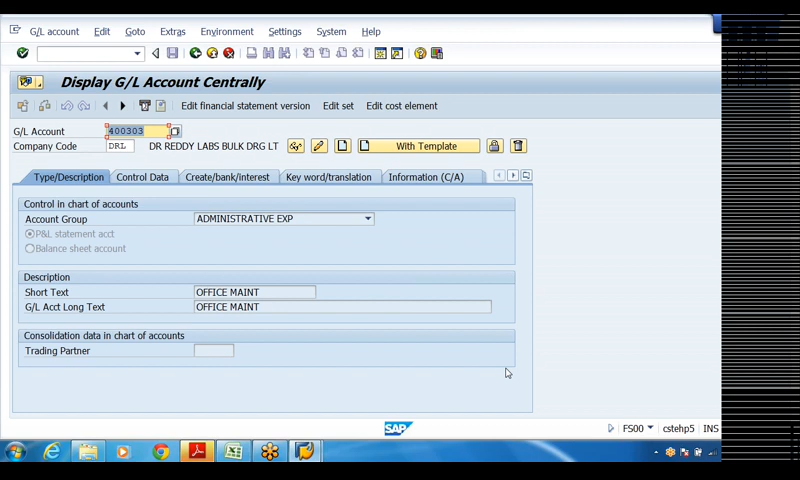 G/L account Edit Goto Extras Environment Settings System Help
Display G/L Account Centrally
Edit financial statement version Edit set Edit cost element
G/L Account 400303
Company Code DRL DR REDDY LABS BULK DRG LT With Template
Type/Description Control Data Create/bank/interest Key word/translation Information (C/A)
Control in chart of accounts
Account Group ADMINISTRATIVE EXP
P&L statement acct
Balance sheet account
Description
Short Text OFFICE MAINT
G/L Acct Long Text OFFICE MAINT
Consolidation data in chart of accounts
Trading Partner
SAP FS00 cstehp5 INS